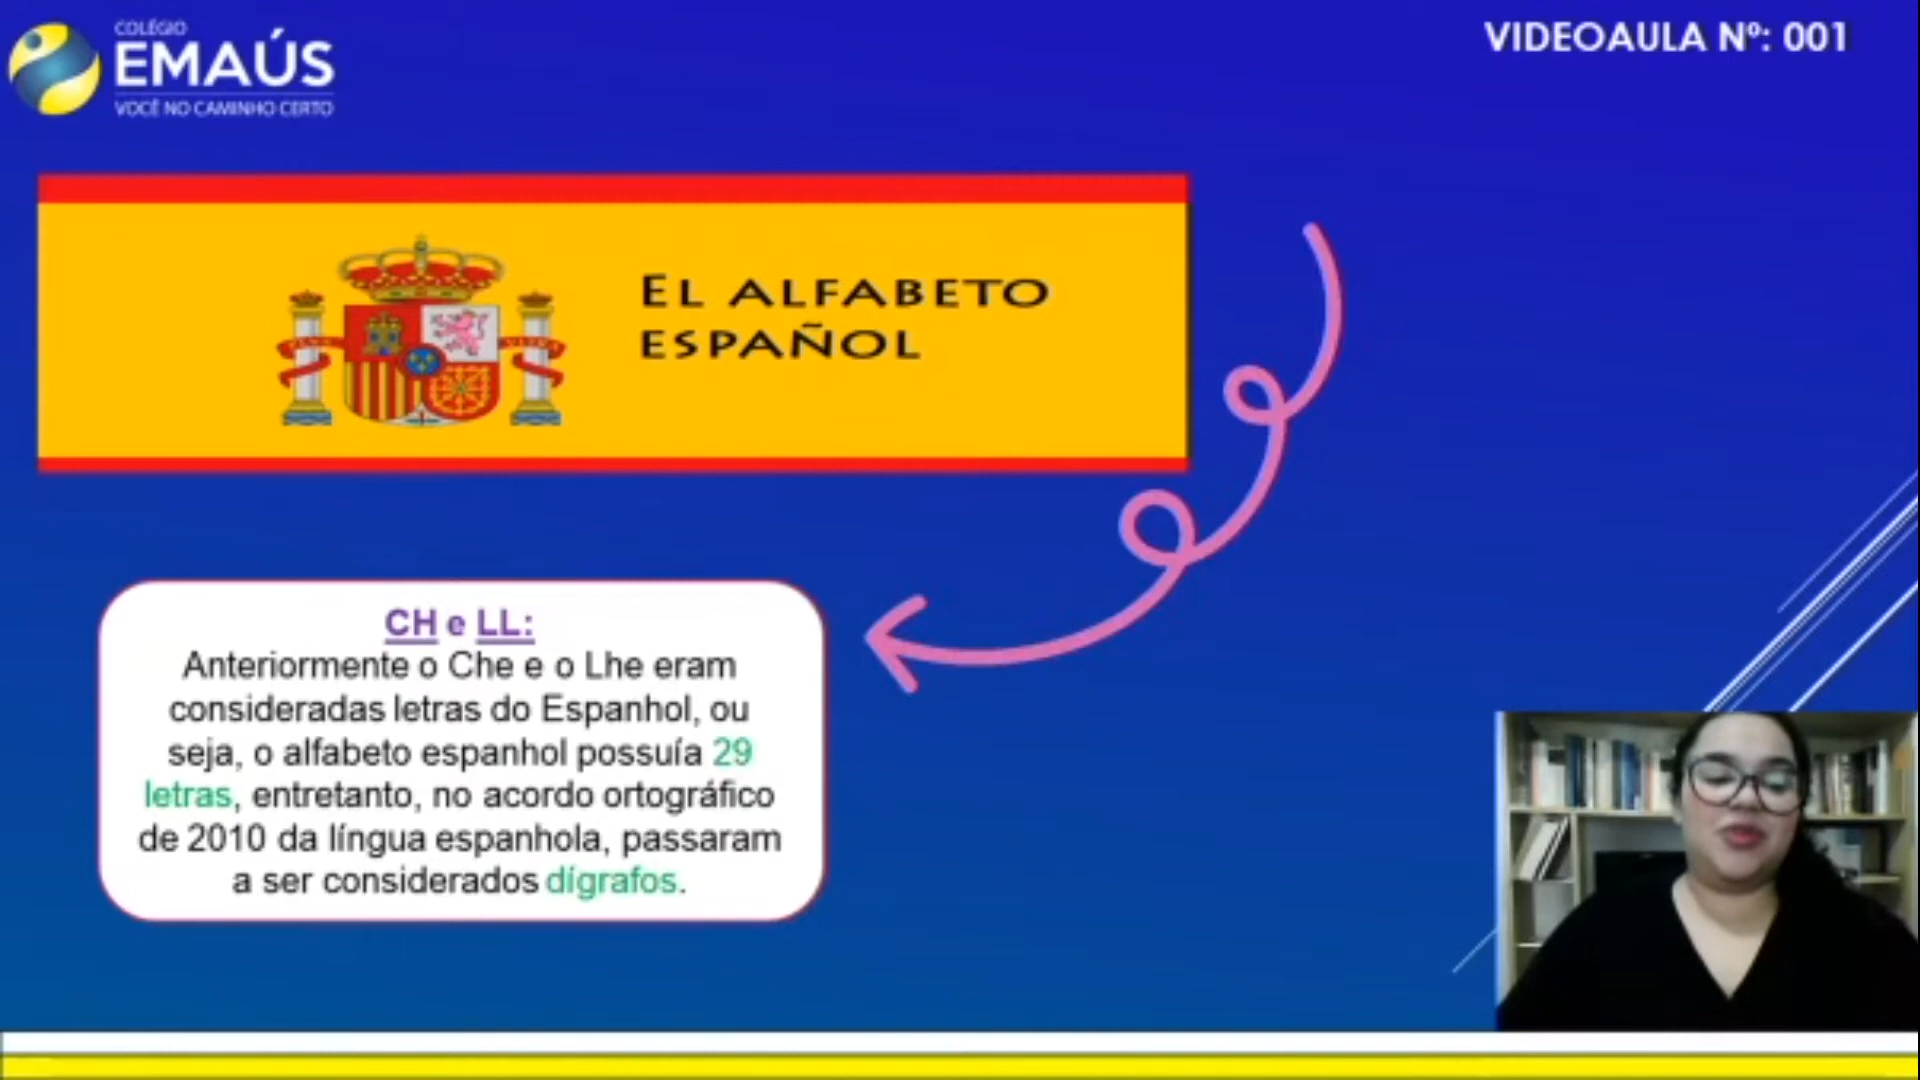 COLÉGIO
EMAÚS
VOCÊ NO CAMINHO CERTO
VIDEOAULA Nº: 001
EL ALFABETO
ESPAÑOL
CH e LL:
Anteriormente o Che e o Lhe eram
consideradas letras do Espanhol, ou
seja, o alfabeto espanhol possuía 29
letras, entretanto, no acordo ortográfico
de 2010 da língua espanhola, passaram
a ser considerados dígrafos.